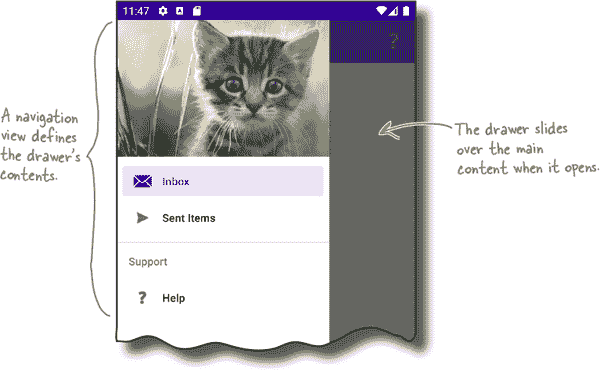 11:47
A navigation
view defines
the drawer's
contents.
The drawer slides
over the main
content when it opens.
Inbox
Sent Items
Support
Help